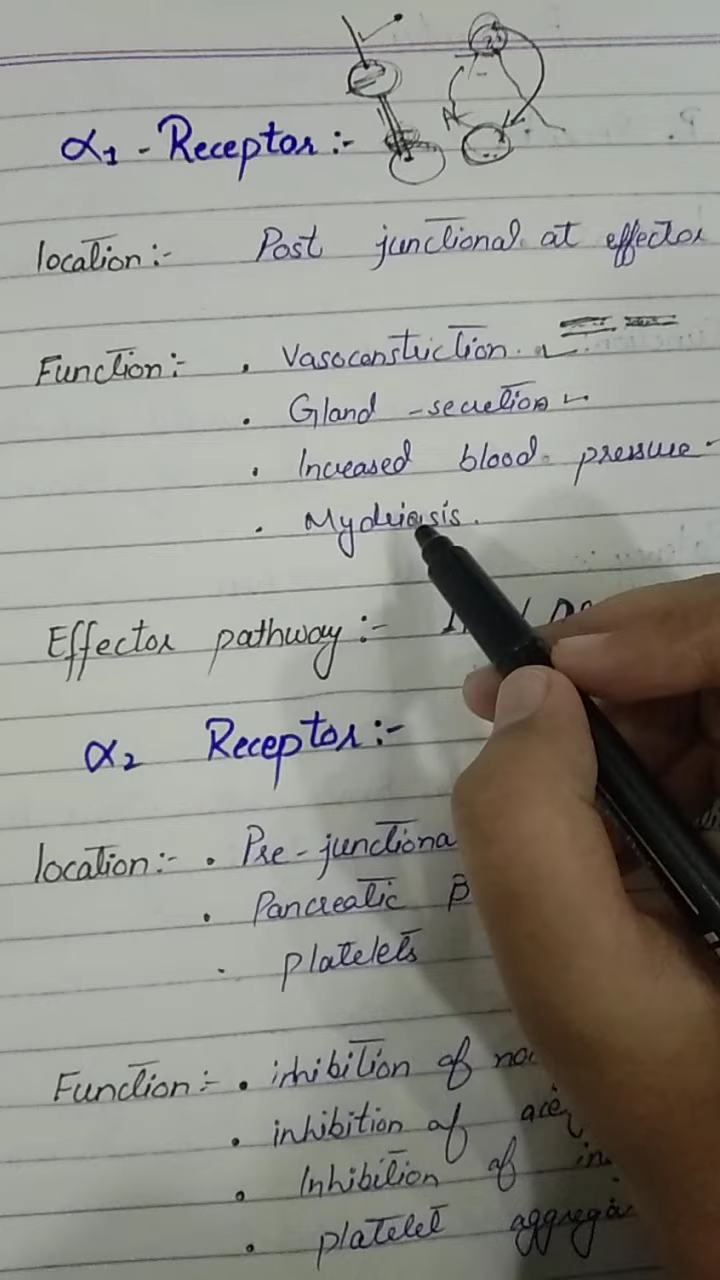 α1 - Receptor :-
location :- Post junctional at effector
Function :- . Vasoconstriction.
. Gland - secretion
. Increased blood pressure
. Mydriasis.
Effector pathway :-
α2 Receptor :-
location :- . Pre - junctiona
. Pancreatic β
. platelets
Function :- . inhibition of
. inhibition of
. Inhibition of
. platelet